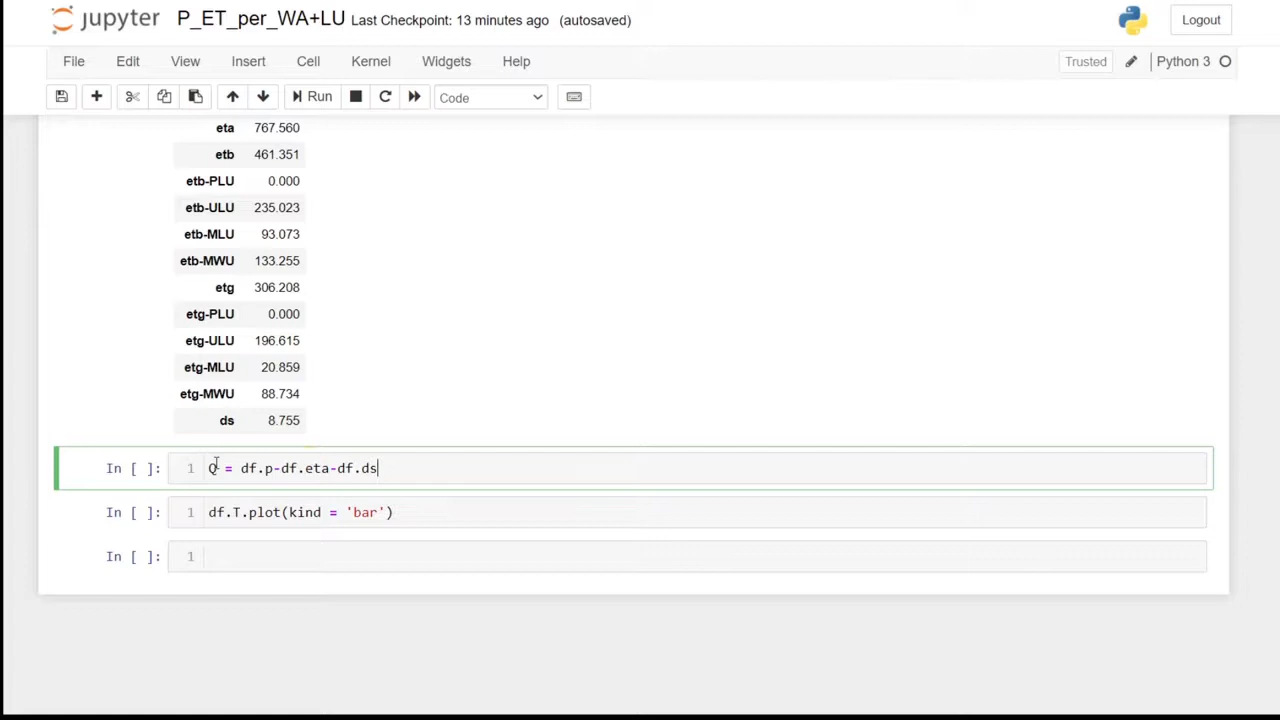 jupyter P_ET_per_WA+LU Last Checkpoint: 13 minutes ago (autosaved) Logout
File Edit View Insert Cell Kernel Widgets Help Trusted Python 3
Run Code
eta 767.560
etb 461.351
etb-PLU 0.000
etb-ULU 235.023
etb-MLU 93.073
etb-MWU 133.255
etg 306.208
etg-PLU 0.000
etg-ULU 196.615
etg-MLU 20.859
etg-MWU 88.734
ds 8.755
In [ ]: 1 Q = df.p-df.eta-df.ds
In [ ]: 1 df.T.plot(kind = 'bar')
In [ ]: 1